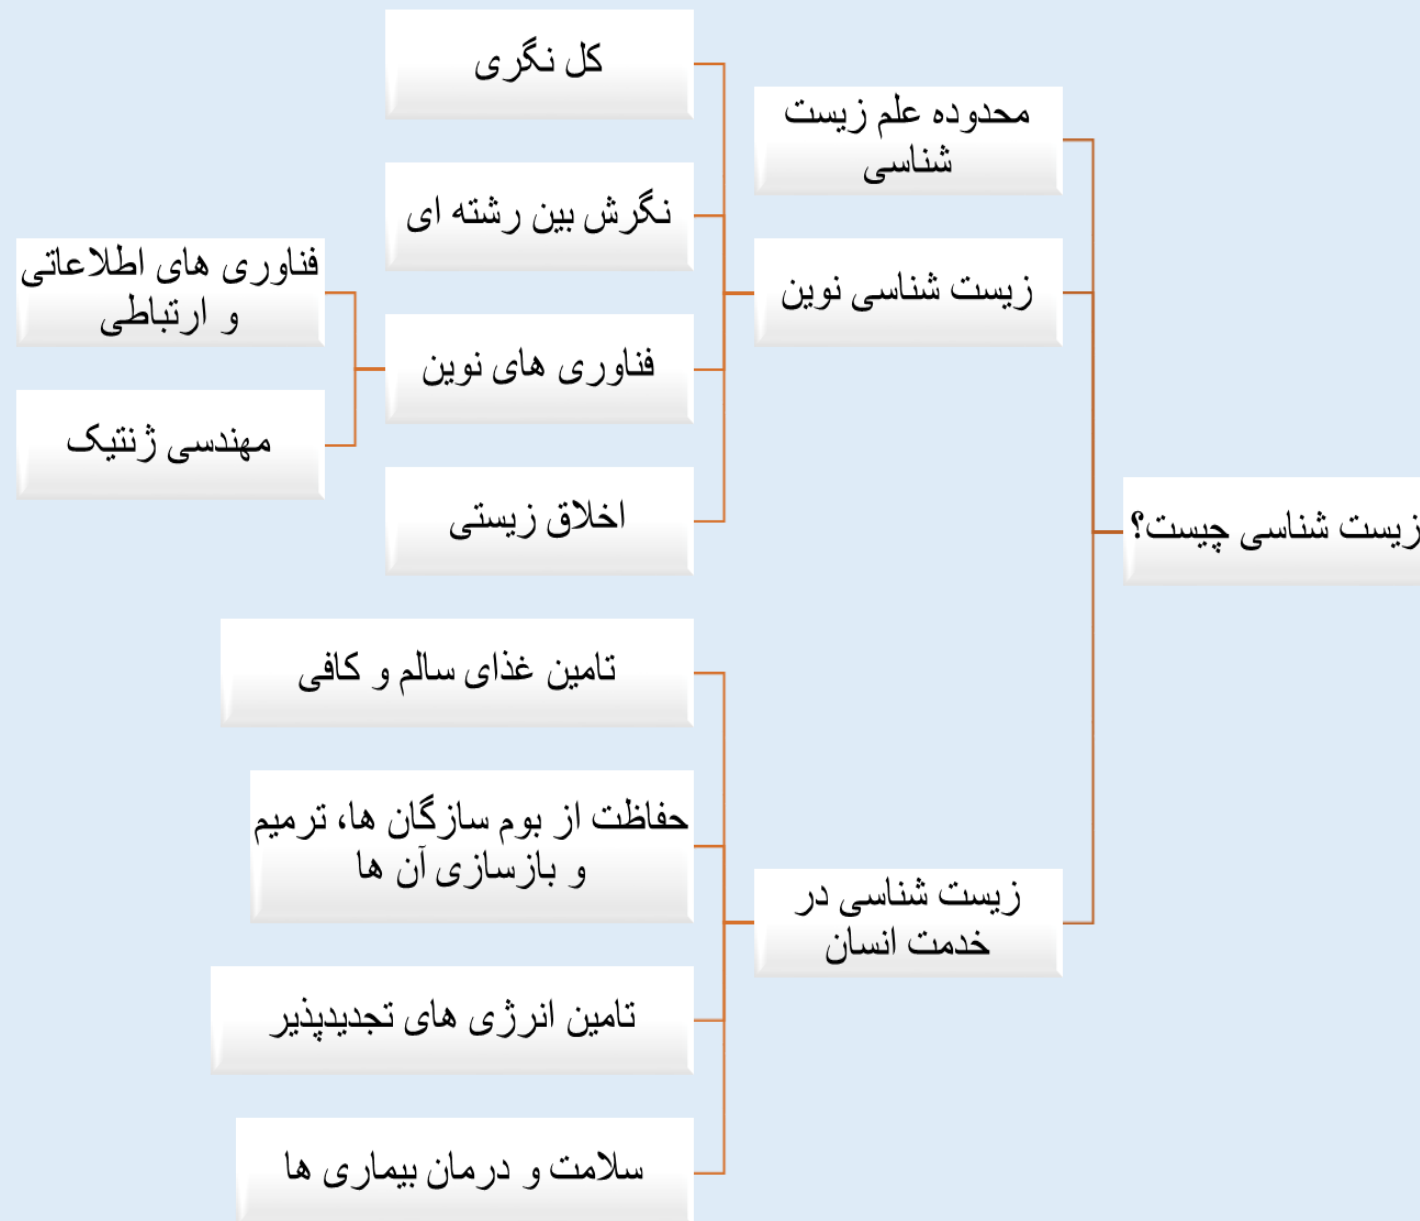 زیست شناسی چیست؟
محدوده علم زیست
شناسی
زیست شناسی نوین
کل نگری
نگرش بین رشته ای
فناوری های نوین
فناوری های اطلاعاتی
و ارتباطی
مهندسی ژنتیک
اخلاق زیستی
زیست شناسی در
خدمت انسان
تامین غذای سالم و کافی
حفاظت از بوم سازگان ها، ترمیم
و بازسازی آن ها
تامین انرژی های تجدیدپذیر
سلامت و درمان بیماری ها